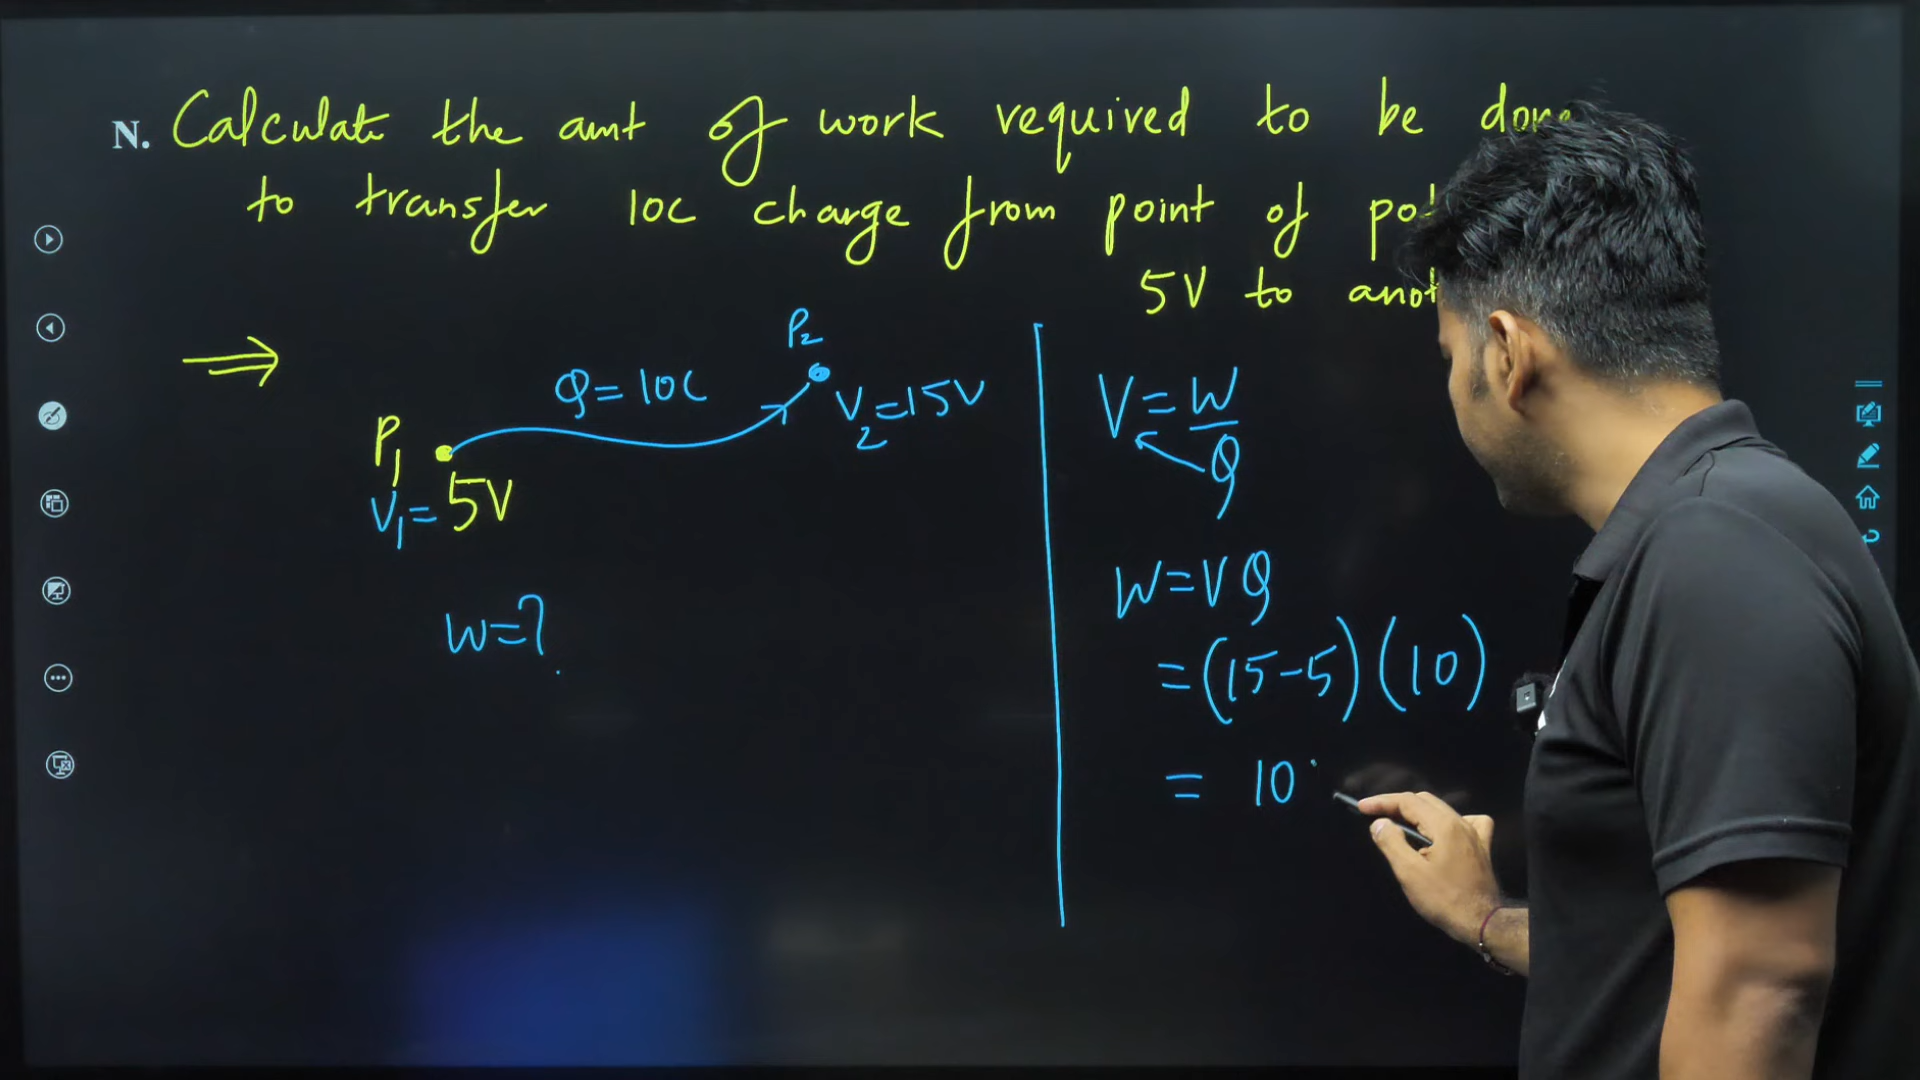 N. Calculate the amt of work required to be done
to transfer 10C charge from point of
5V to
P2
Q=10C
V2=15V
P1
V1= 5V
W=?
V=W/Q
W=VQ
=(15-5)(10)
= 10